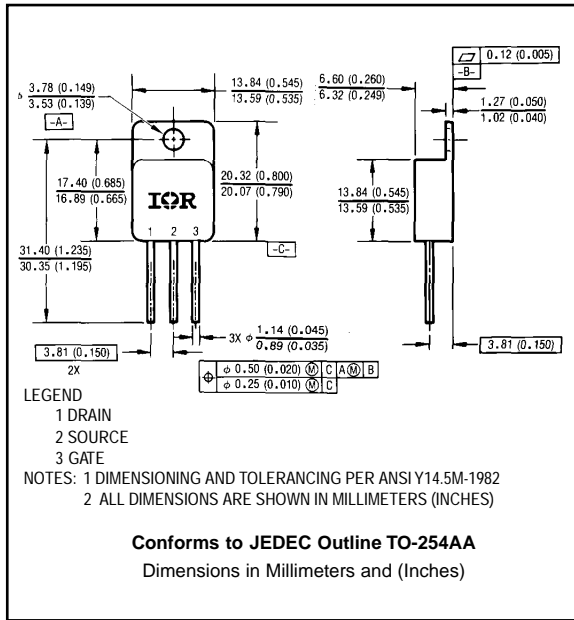 ⏥ 0.12 (0.005)
-B-
ϕ 3.78 (0.149)
3.53 (0.139)
-A-
13.84 (0.545)
13.59 (0.535)
6.60 (0.260)
6.32 (0.249)
1.27 (0.050)
1.02 (0.040)
17.40 (0.685)
16.89 (0.665)
IOR
20.32 (0.800)
20.07 (0.790)
13.84 (0.545)
13.59 (0.535)
31.40 (1.235)
30.35 (1.195)
1 2 3
-C-
3X ϕ 1.14 (0.045)
0.89 (0.035)
3.81 (0.150)
2X
3.81 (0.150)
⌖ ϕ 0.50 (0.020) Ⓜ C A Ⓜ B
ϕ 0.25 (0.010) Ⓜ C
LEGEND
1 DRAIN
2 SOURCE
3 GATE
NOTES: 1 DIMENSIONING AND TOLERANCING PER ANSI Y14.5M-1982
2 ALL DIMENSIONS ARE SHOWN IN MILLIMETERS (INCHES)
Conforms to JEDEC Outline TO-254AA
Dimensions in Millimeters and (Inches)